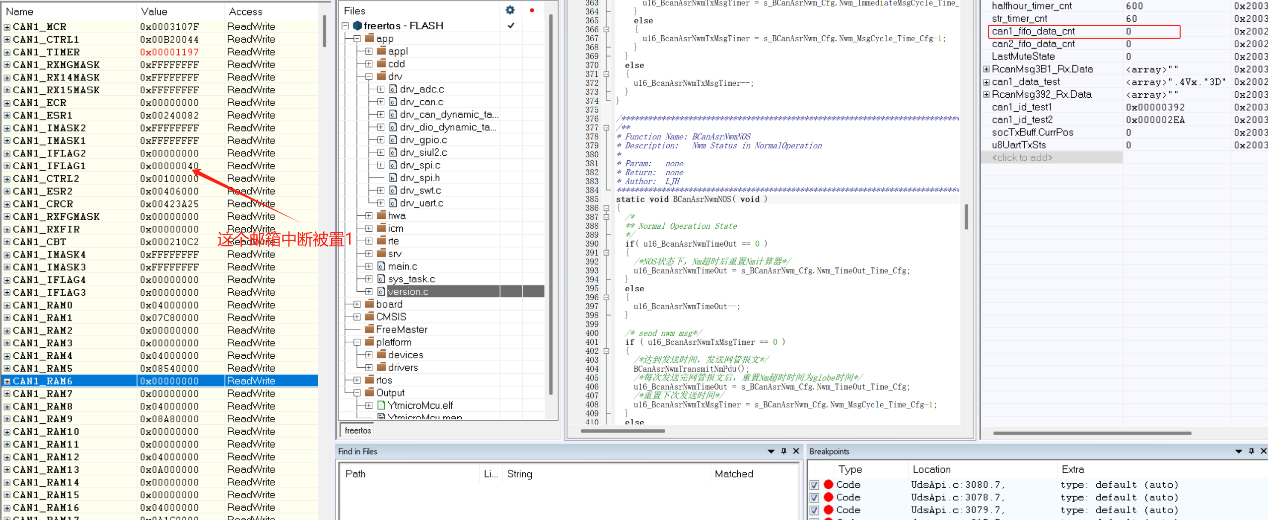 Name Value Access
CAN1_MCR 0x0003107F ReadWrite
CAN1_CTRL1 0x00B20044 ReadWrite
CAN1_TIMER 0x00001197 ReadWrite
CAN1_RXMGMASK 0xFFFFFFFF ReadWrite
CAN1_RX14MASK 0xFFFFFFFF ReadWrite
CAN1_RX15MASK 0xFFFFFFFF ReadWrite
CAN1_ECR 0x00000000 ReadWrite
CAN1_ESR1 0x00240082 ReadWrite
CAN1_IMASK2 0xFFFFFFFF ReadWrite
CAN1_IMASK1 0xFFFFFFFF ReadWrite
CAN1_IFLAG2 0x00000000 ReadWrite
CAN1_IFLAG1 0x00000040 ReadWrite
CAN1_CTRL2 0x00100000 ReadWrite
CAN1_ESR2 0x00406000 ReadWrite
CAN1_CRCR 0x00423A25 ReadWrite
CAN1_RXFGMASK 0xFFFFFFFF ReadWrite
CAN1_RXFIR 0x00000000 ReadWrite
CAN1_CBT 0x000210C2 ReadWrite
CAN1_IMASK4 0xFFFFFFFF ReadWrite
CAN1_IMASK3 0xFFFFFFFF ReadWrite
CAN1_IFLAG4 0x00000000 ReadWrite
CAN1_IFLAG3 0x00000000 ReadWrite
CAN1_RAM0 0x04000000 ReadWrite
CAN1_RAM1 0x07C80000 ReadWrite
CAN1_RAM2 0x00000000 ReadWrite
CAN1_RAM3 0x00000000 ReadWrite
CAN1_RAM4 0x04000000 ReadWrite
CAN1_RAM5 0x08540000 ReadWrite
CAN1_RAM6 0x00000000 ReadWrite
CAN1_RAM7 0x00000000 ReadWrite
CAN1_RAM8 0x04000000 ReadWrite
CAN1_RAM9 0x08A80000 ReadWrite
CAN1_RAM10 0x00000000 ReadWrite
CAN1_RAM11 0x00000000 ReadWrite
CAN1_RAM12 0x04000000 ReadWrite
CAN1_RAM13 0x0A000000 ReadWrite
CAN1_RAM14 0x00000000 ReadWrite
CAN1_RAM15 0x00000000 ReadWrite
CAN1_RAM16 0x04000000 ReadWrite
这个邮箱中断被置1
Files
freertos - FLASH
app
appl
cdd
drv
drv_adc.c
drv_can.c
drv_can_dynamic_ta...
drv_dio_dynamic_ta...
drv_gpio.c
drv_siul2.c
drv_spi.c
drv_spi.h
drv_swt.c
drv_uart.c
hwa
icm
rte
srv
main.c
sys_task.c
version.c
board
CMSIS
FreeMaster
platform
devices
drivers
rtos
Output
YtmicroMcu.elf
YtmicroMcu.map
freertos
363 u16_BcanAsrNwmTxMsgTimer = s_BCanAsrNwm_Cfg.Nwm_ImmediateMsgCycle_Time_
364 }
365 else
366 {
367 u16_BcanAsrNwmTxMsgTimer = s_BCanAsrNwm_Cfg.Nwm_MsgCycle_Time_Cfg-1;
368 }
369 }
370 else
371 {
372 u16_BcanAsrNwmTxMsgTimer--;
373 }
374 }
375
376 /****************************************************************
377 /**
378 * Function Name: BCanAsrNwmNOS
379 * Description: Nwm Status in NormalOperation
380 *
381 * Param: none
382 * Return: none
383 * Author: LJH
384 ****************************************************************
385 static void BCanAsrNwmNOS( void )
386 {
387 /*
388 ** Normal Operation State
389 */
390 if( u16_BcanAsrNwmTimeOut == 0 )
391 {
392 /*NOS状态下，Nm超时后重置Nm计算器*/
393 u16_BcanAsrNwmTimeOut = s_BCanAsrNwm_Cfg.Nwm_TimeOut_Time_Cfg;
394 }
395 else
396 {
397 u16_BcanAsrNwmTimeOut--;
398 }
399
400 /* send nwm msg*/
401 if ( u16_BcanAsrNwmTxMsgTimer == 0 )
402 {
403 /*达到发送时间，发送网管报文*/
404 BCanAsrNwmTransmitNmPdu();
405 /*每次发送完网管报文后，重置Nm超时时间为globe时间*/
406 u16_BcanAsrNwmTimeOut = s_BCanAsrNwm_Cfg.Nwm_TimeOut_Time_Cfg;
407 /*重置下次发送时间*/
408 u16_BcanAsrNwmTxMsgTimer = s_BCanAsrNwm_Cfg.Nwm_MsgCycle_Time_Cfg-1;
409 }
410 else
halfhour_timer_cnt 600 0x2003
str_timer_cnt 60 0x2003
can1_fifo_data_cnt 0 0x2002
can2_fifo_data_cnt 0 0x2002
LastMuteState 0 0x2003
RcanMsg3B1_Rx.Data <array>"" 0x2003
can1_data_test <array>".4Vx."3D" 0x2003
RcanMsg392_Rx.Data <array>"" 0x2003
can1_id_test1 0x00000392 0x2003
can1_id_test2 0x000002EA 0x2003
socTxBuff.CurrPos 0 0x2003
u8UartTxSts 0 0x2003
<click to add>
Find in Files
Path Li... String Matched
Breakpoints
Type Location Extra
Code UdsApi.c:3080.7, type: default (auto)
Code UdsApi.c:3078.7, type: default (auto)
Code UdsApi.c:3079.7, type: default (auto)